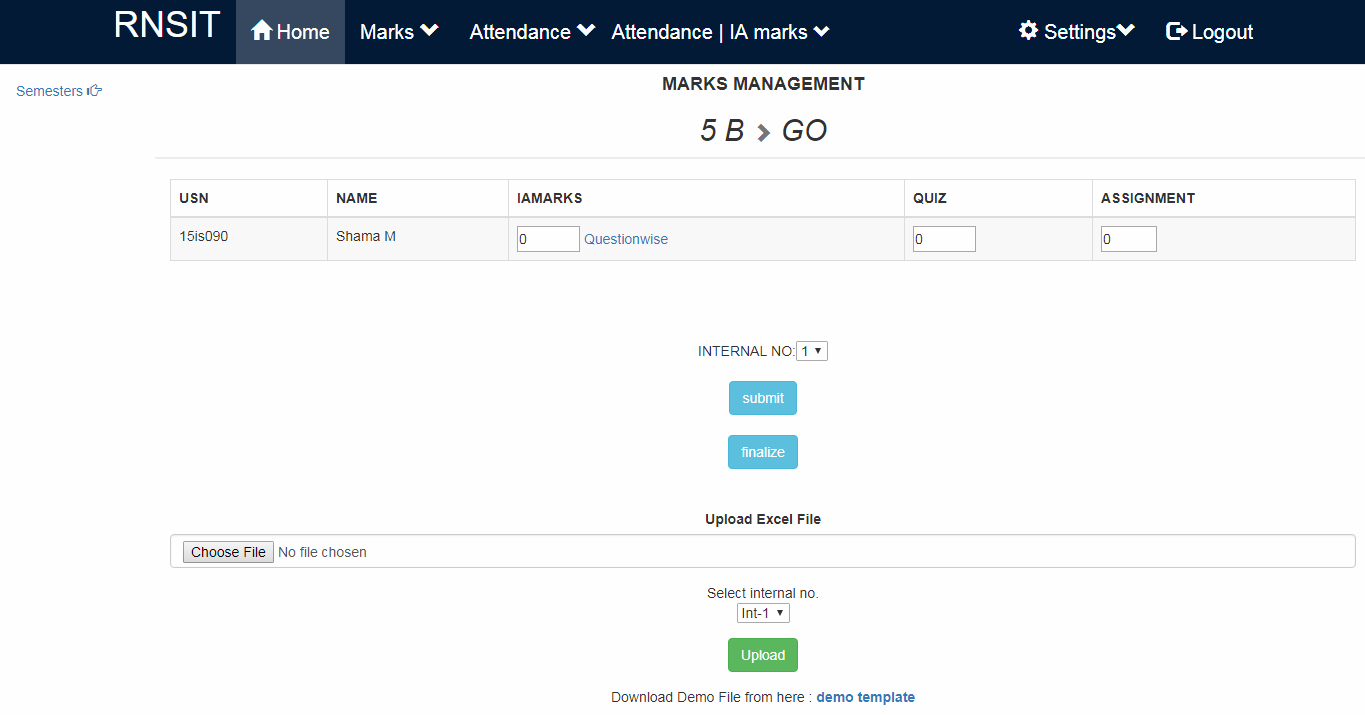 RNSIT Home Marks Attendance Attendance | IA marks Settings Logout
Semesters
MARKS MANAGEMENT
5 B > GO
USN NAME IAMARKS QUIZ ASSIGNMENT
15is090 Shama M 0 Questionwise 0 0
INTERNAL NO: 1
submit
finalize
Upload Excel File
Choose File No file chosen
Select internal no.
Int-1
Upload
Download Demo File from here : demo template